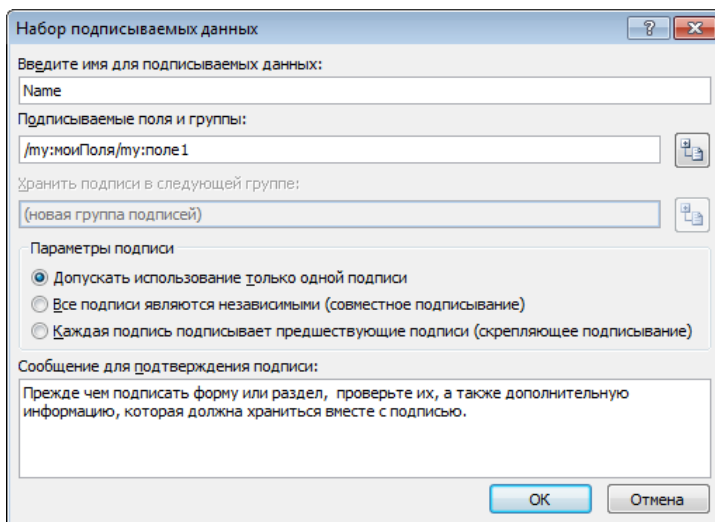 Набор подписываемых данных
Введите имя для подписываемых данных:
Name
Подписываемые поля и группы:
/my:моиПоля/my:поле1
Хранить подписи в следующей группе:
(новая группа подписей)
Параметры подписи
Допускать использование только одной подписи
Все подписи являются независимыми (совместное подписывание)
Каждая подпись подписывает предшествующие подписи (скрепляющее подписывание)
Сообщение для подтверждения подписи:
Прежде чем подписать форму или раздел, проверьте их, а также дополнительную
информацию, которая должна храниться вместе с подписью.
ОК Отмена